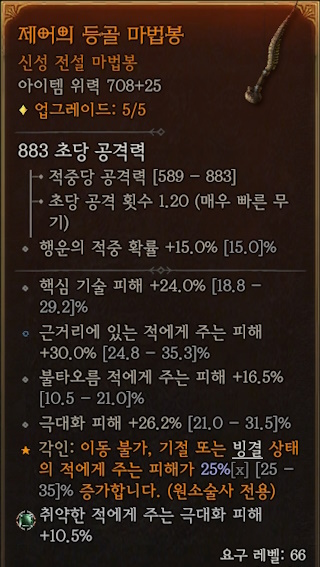 제어의 등골 마법봉
신성 전설 마법봉
아이템 위력 708+25
업그레이드: 5/5
883 초당 공격력
적중당 공격력 [589 – 883]
초당 공격 횟수 1.20 (매우 빠른 무
기)
행운의 적중 확률 +15.0% [15.0]%
핵심 기술 피해 +24.0% [18.8 –
29.2]%
근거리에 있는 적에게 주는 피해
+30.0% [24.8 – 35.3]%
불타오름 적에게 주는 피해 +16.5%
[10.5 – 21.0]%
극대화 피해 +26.2% [21.0 – 31.5]%
각인: 이동 불가, 기절 또는 빙결 상태
의 적에게 주는 피해가 25%[x] [25 –
35]% 증가합니다. (원소술사 전용)
취약한 적에게 주는 극대화 피해
+10.5%
요구 레벨: 66